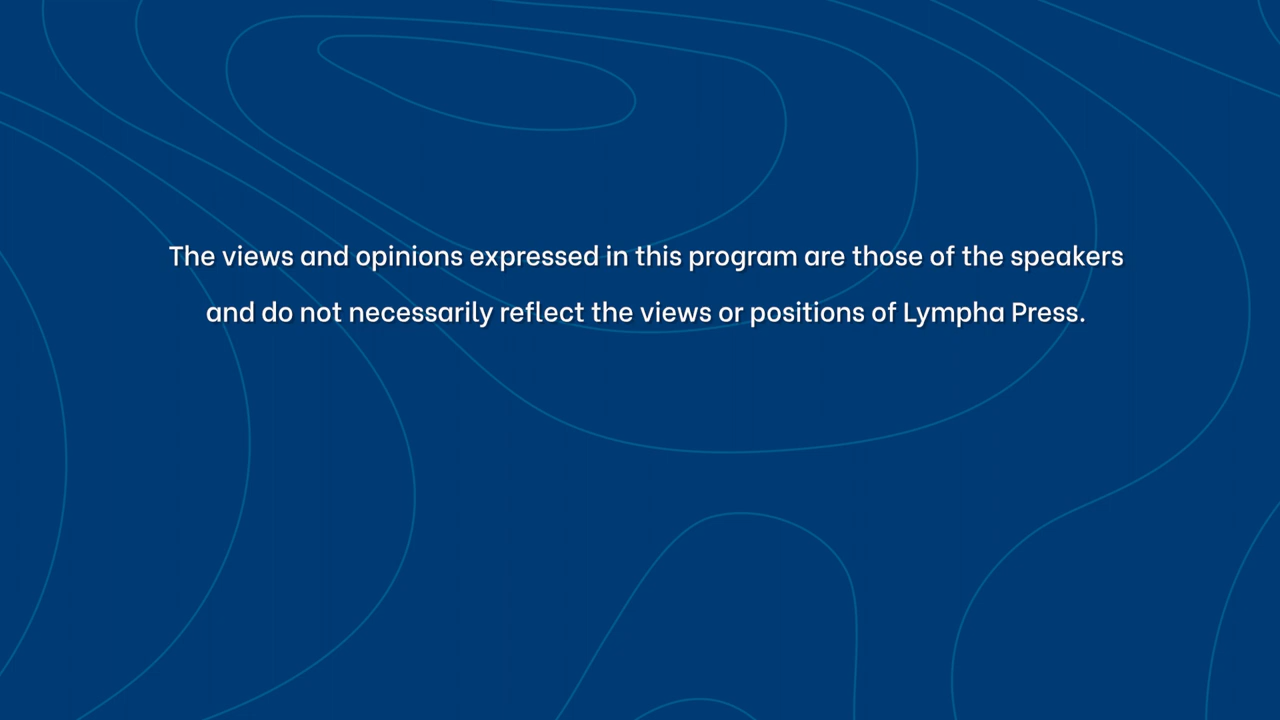 The views and opinions expressed in this program are those of the speakers
and do not necessarily reflect the views or positions of Lympha Press.